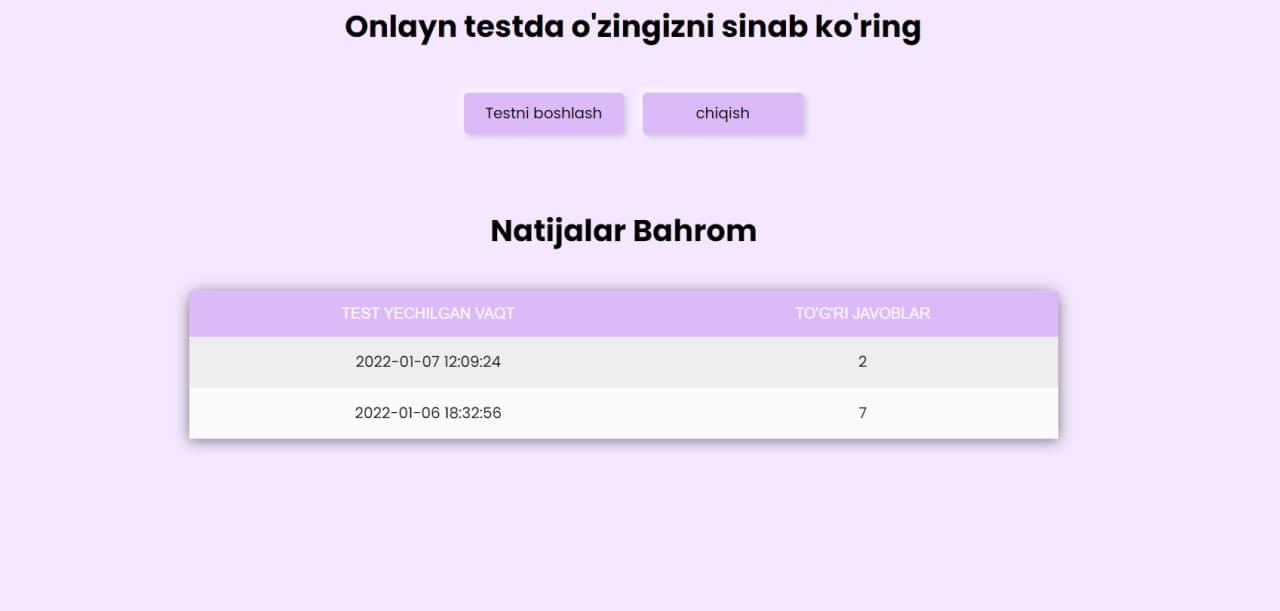 Onlayn testda o'zingizni sinab ko'ring
Testni boshlash chiqish
Natijalar Bahrom
TEST YECHILGAN VAQT TO'G'RI JAVOBLAR
2022-01-07 12:09:24 2
2022-01-06 18:32:56 7